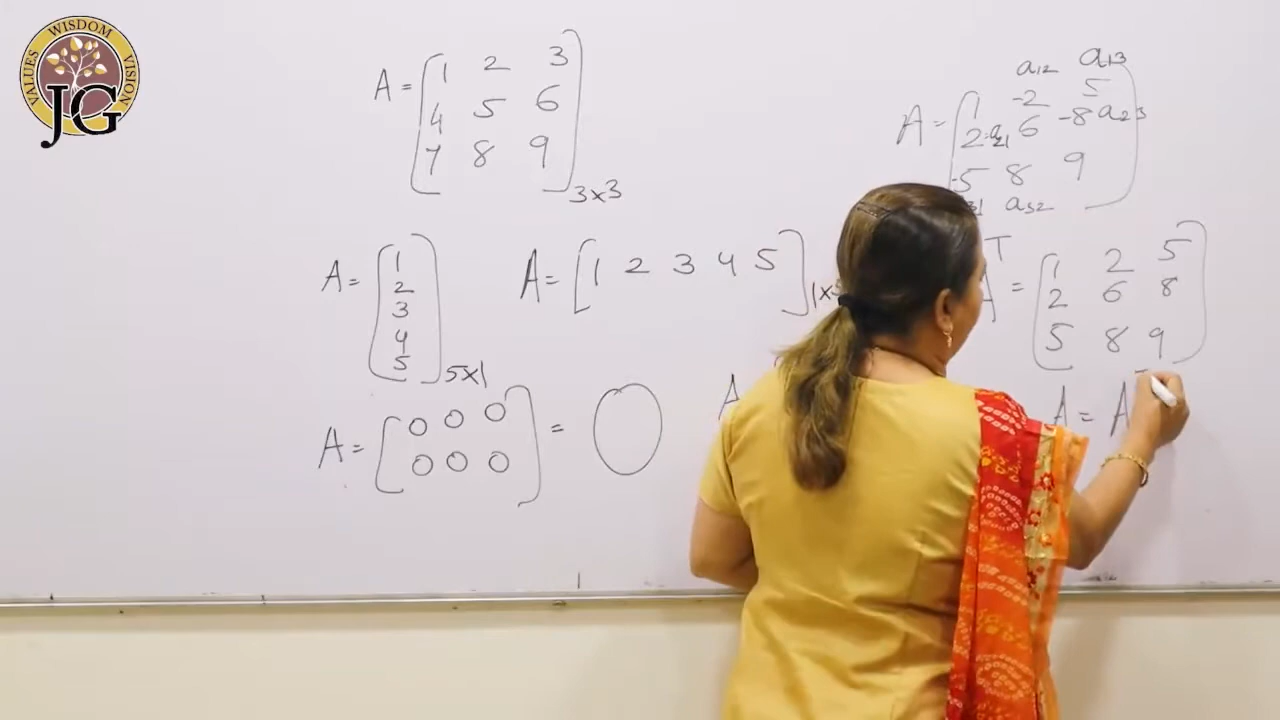 VALUES WISDOM VISION
JG
A = [1 2 3
4 5 6
7 8 9] 3x3
A = [1
2
3
4
5] 5x1
A = [1 2 3 4 5]
A = [0 0 0
0 0 0] = O
a12 a13
A = [1 -2 5
2 = a21 6 -8 a23
-5 8 9]
a32
T = [1 2 5
2 6 8
5 8 9]
A
A = A